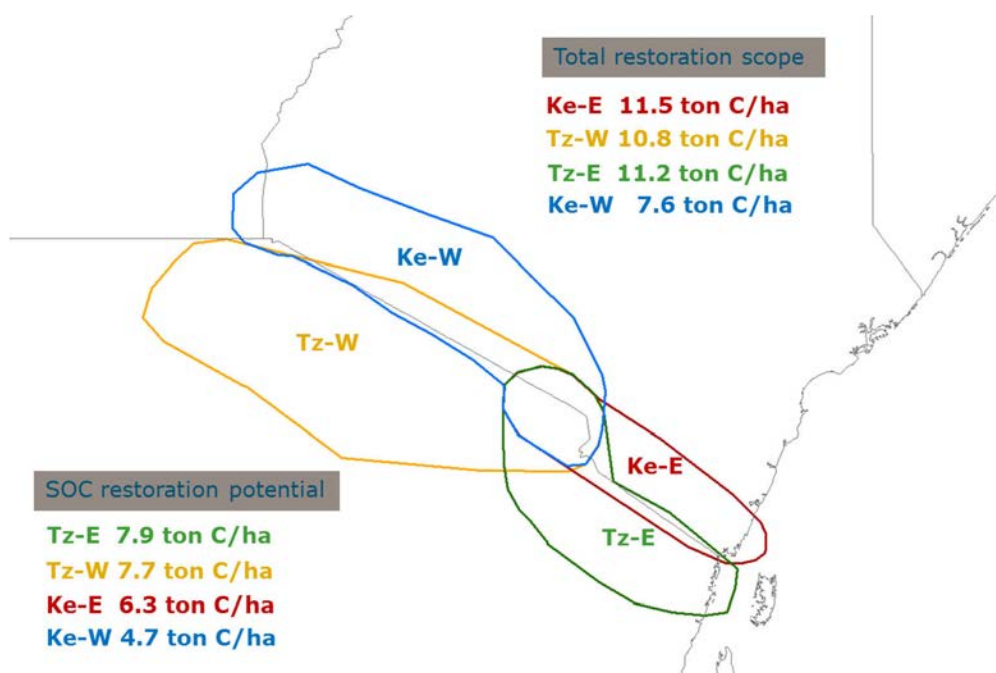 Total restoration scope
Ke-E 11.5 ton C/ha
Tz-W 10.8 ton C/ha
Tz-E 11.2 ton C/ha
Ke-W 7.6 ton C/ha
Ke-W
Tz-W
Ke-E
Tz-E
SOC restoration potential
Tz-E 7.9 ton C/ha
Tz-W 7.7 ton C/ha
Ke-E 6.3 ton C/ha
Ke-W 4.7 ton C/ha